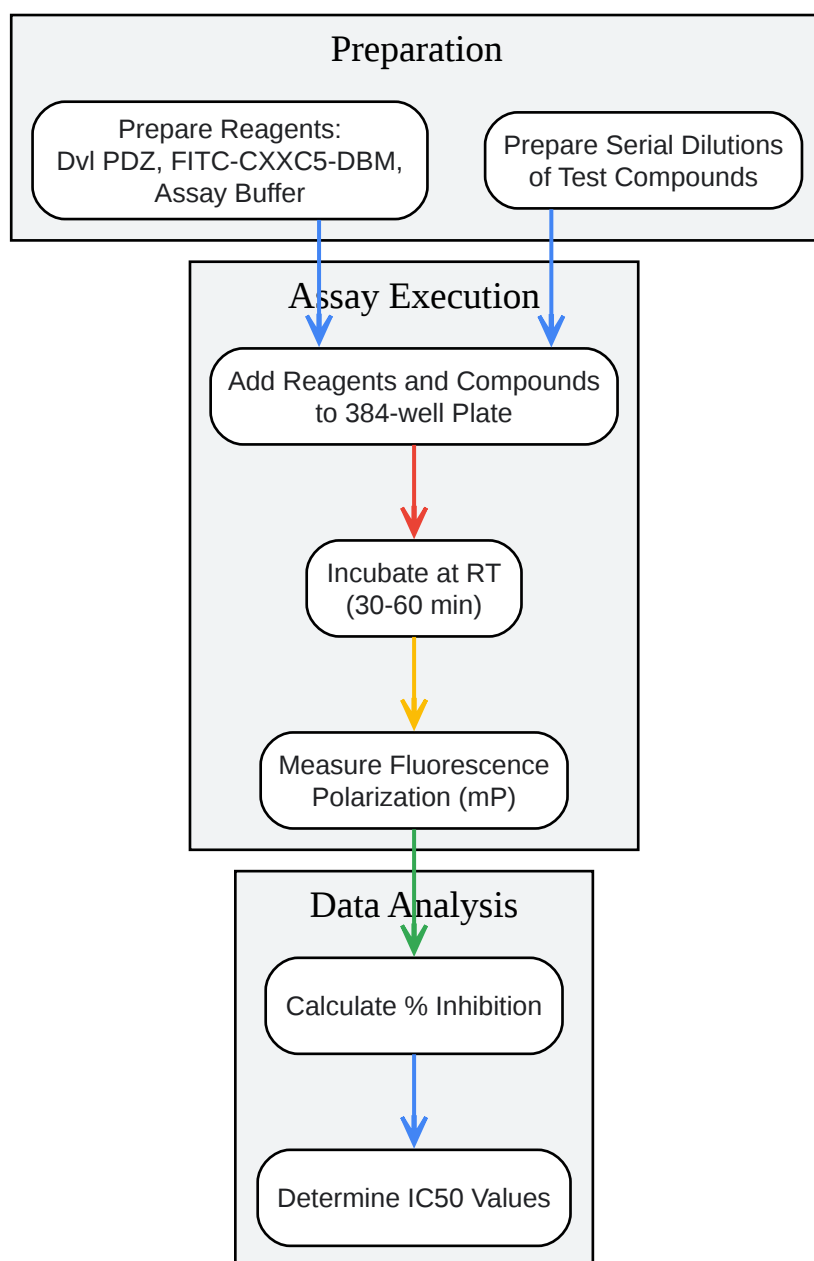 Preparation
Prepare Reagents:
Dvl PDZ, FITC-CXXC5-DBM,
Assay Buffer
Prepare Serial Dilutions
of Test Compounds
Assay Execution
Add Reagents and Compounds
to 384-well Plate
Incubate at RT
(30-60 min)
Measure Fluorescence
Polarization (mP)
Data Analysis
Calculate % Inhibition
Determine IC50 Values